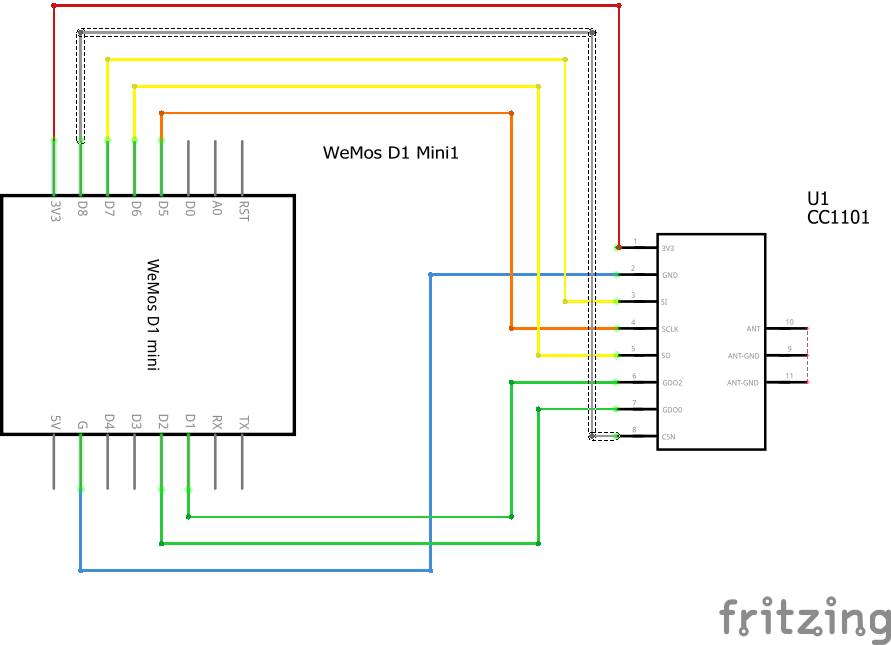 WeMos D1 Mini1
3V3
D8
D7
D6
D5
D0
A0
RST
WeMos D1 mini
5V
G
D4
D3
D2
D1
RX
TX
U1
CC1101
1
3V3
2
GND
3
SI
4
SCLK
ANT
10
5
SO
ANT-GND
9
6
GDO2
ANT-GND
11
7
GDO0
8
CSN
fritzing